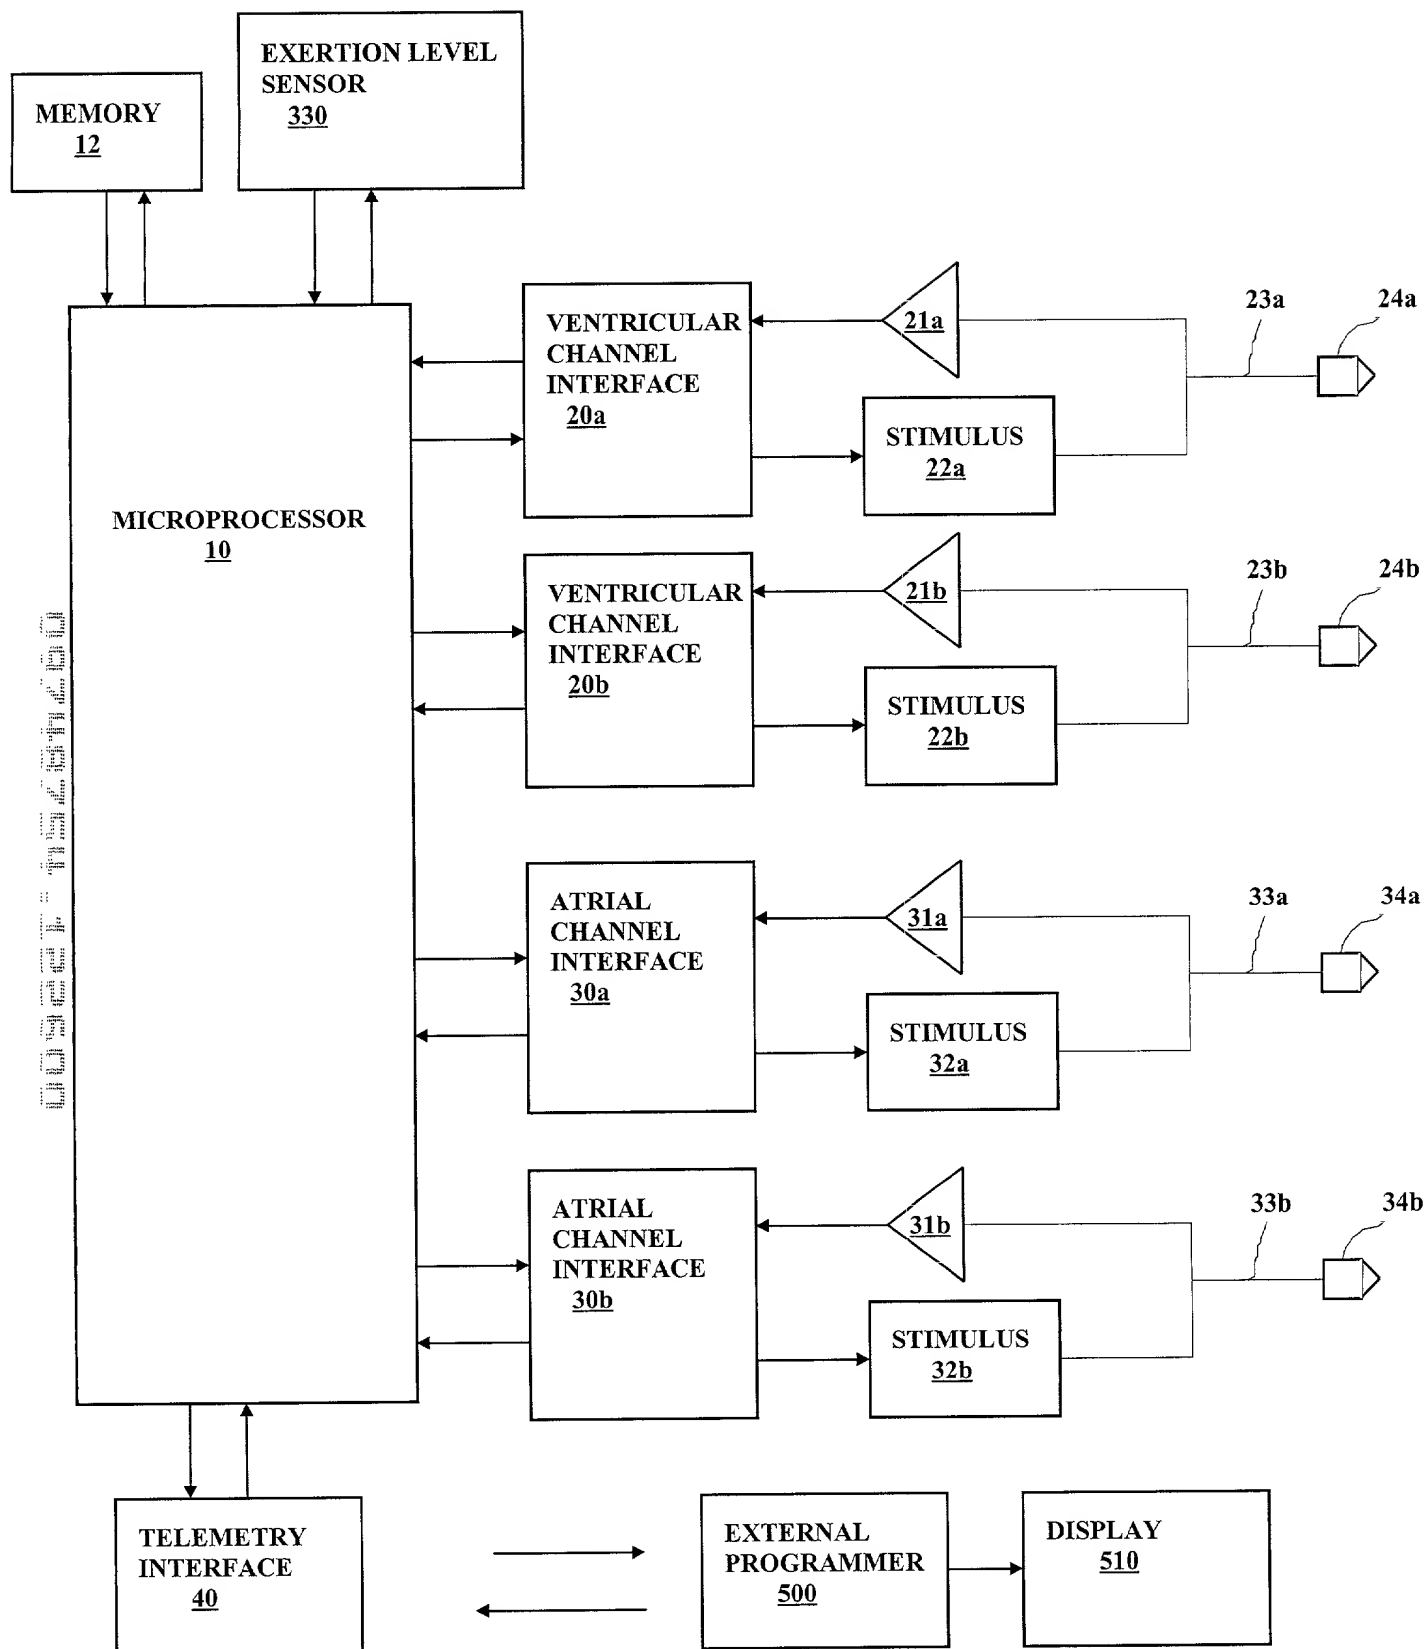 EXERTION LEVEL
SENSOR
330
MEMORY
12
VENTRICULAR
CHANNEL
INTERFACE
20a
21a
23a
24a
STIMULUS
22a
MICROPROCESSOR
10
VENTRICULAR
CHANNEL
INTERFACE
20b
21b
23b
24b
STIMULUS
22b
ATRIAL
CHANNEL
INTERFACE
30a
31a
33a
34a
STIMULUS
32a
ATRIAL
CHANNEL
INTERFACE
30b
31b
33b
34b
STIMULUS
32b
TELEMETRY
INTERFACE
40
EXTERNAL
PROGRAMMER
500
DISPLAY
510